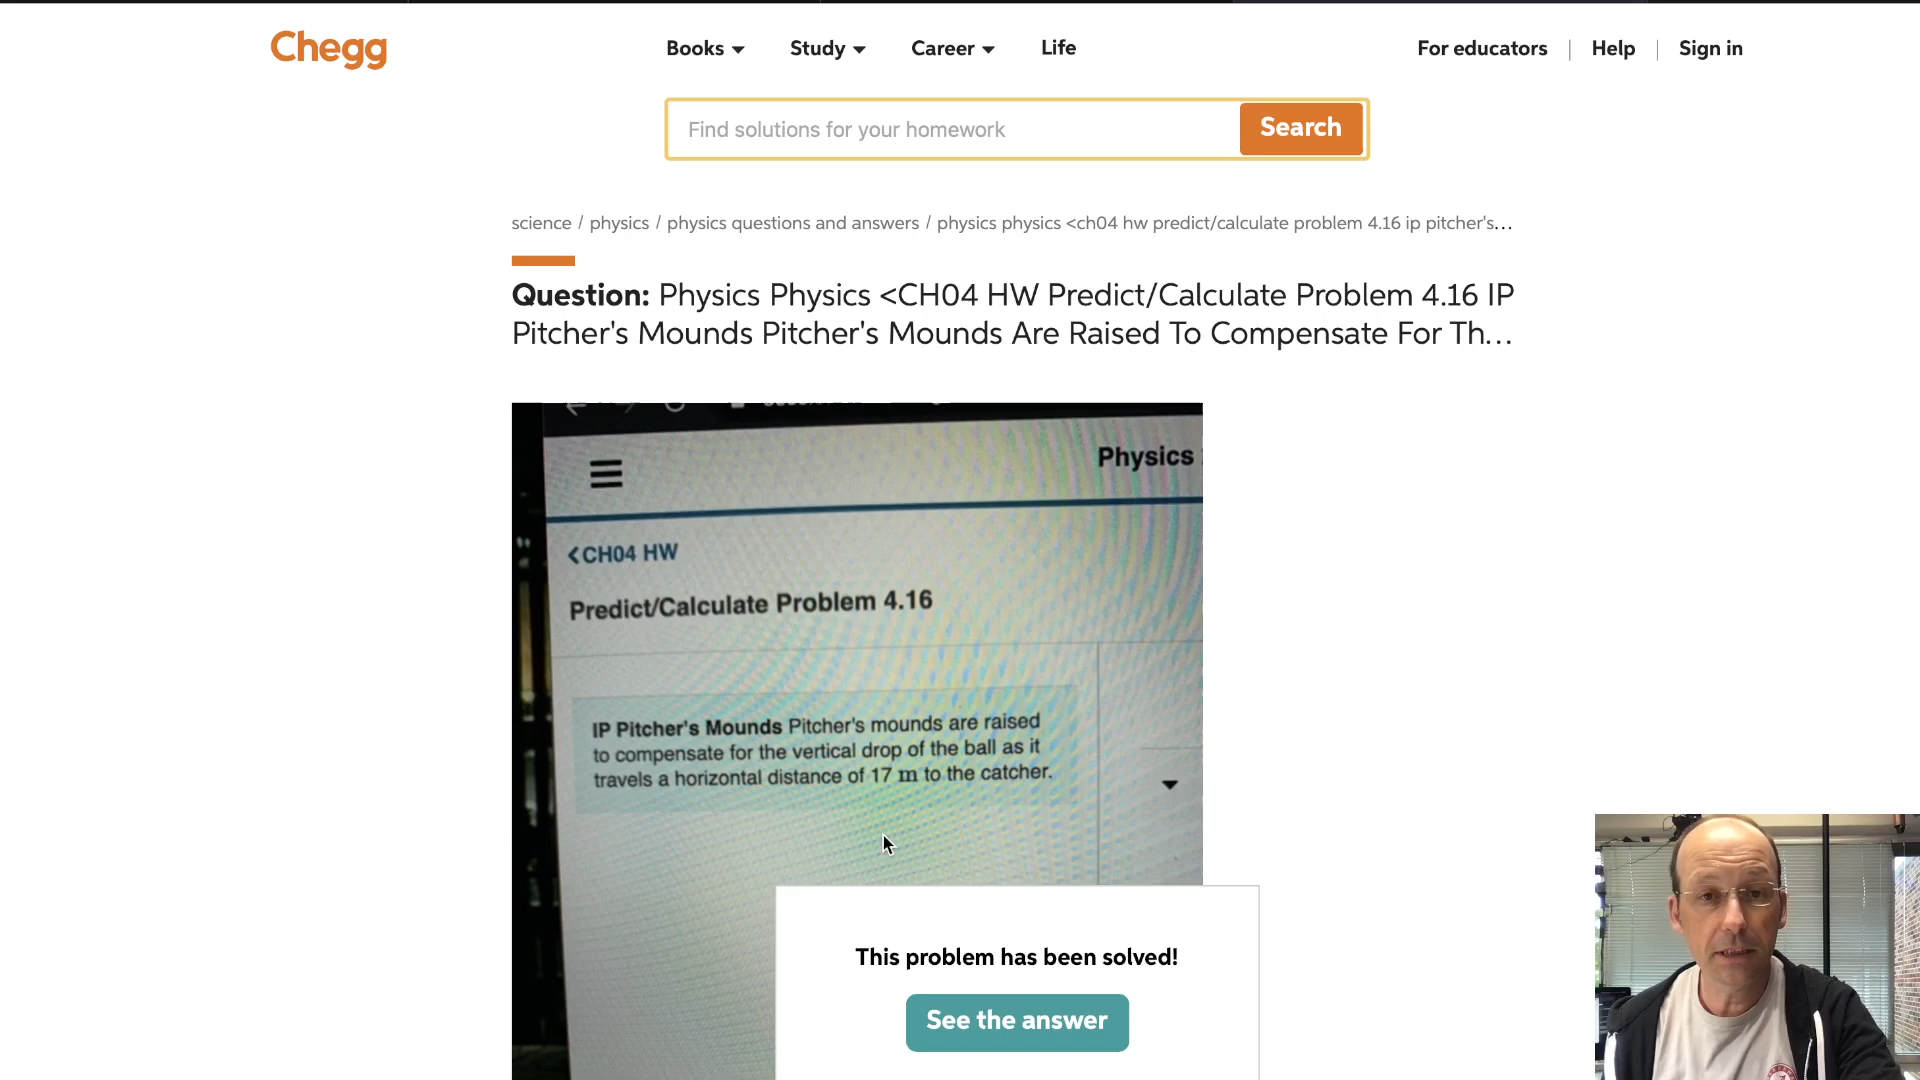 Chegg
Books
Study
Career
Life
For educators
Help
Sign in
Find solutions for your homework
Search
science / physics / physics questions and answers / physics physics <ch04 hw predict/calculate problem 4.16 ip pitcher's...
Question: Physics Physics <CH04 HW Predict/Calculate Problem 4.16 IP
Pitcher's Mounds Pitcher's Mounds Are Raised To Compensate For Th...
Physics
<CH04 HW
Predict/Calculate Problem 4.16
IP Pitcher's Mounds Pitcher's mounds are raised
to compensate for the vertical drop of the ball as it
travels a horizontal distance of 17 m to the catcher.
This problem has been solved!
See the answer